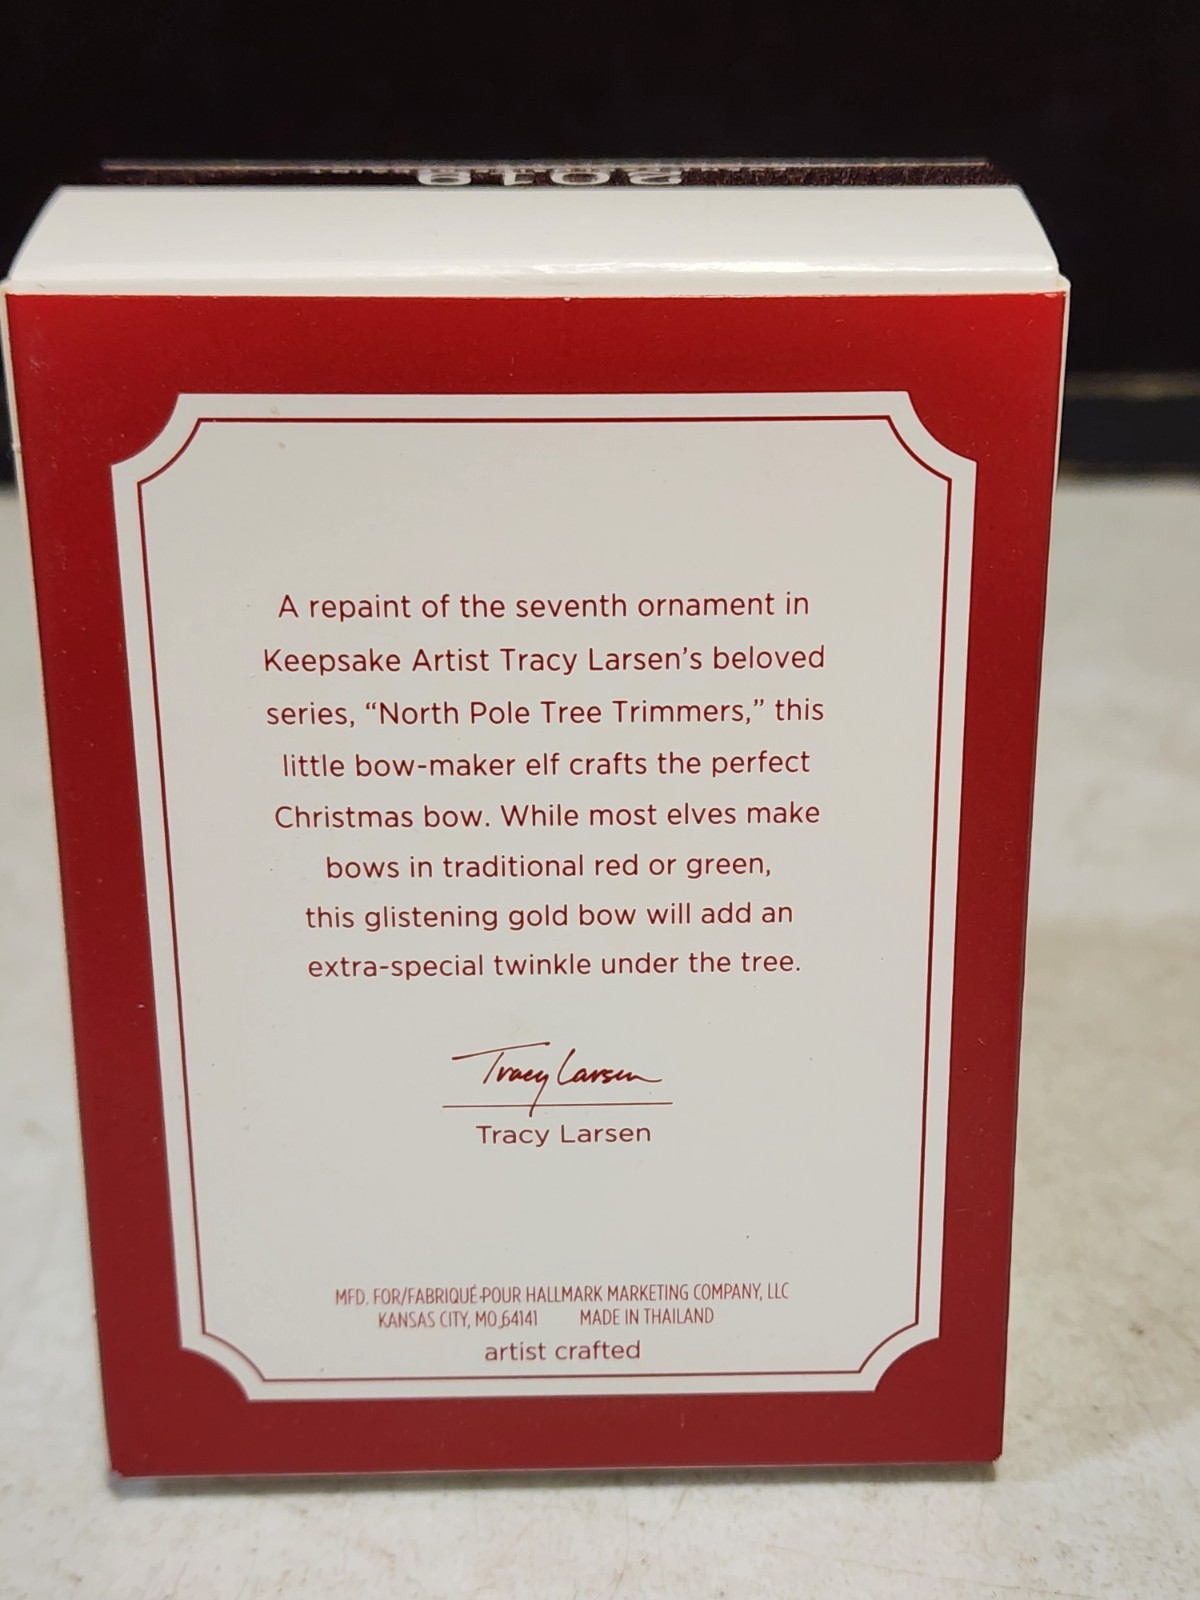 2019
A repaint of the seventh ornament in
Keepsake Artist Tracy Larsen's beloved
series, “North Pole Tree Trimmers,” this
little bow-maker elf crafts the perfect
Christmas bow. While most elves make
bows in traditional red or green,
this glistening gold bow will add an
extra-special twinkle under the tree.
Tracy Larsen
Tracy Larsen
MFD. FOR/FABRIQUÉ POUR HALLMARK MARKETING COMPANY, LLC
KANSAS CITY, MO 64141 MADE IN THAILAND
artist crafted